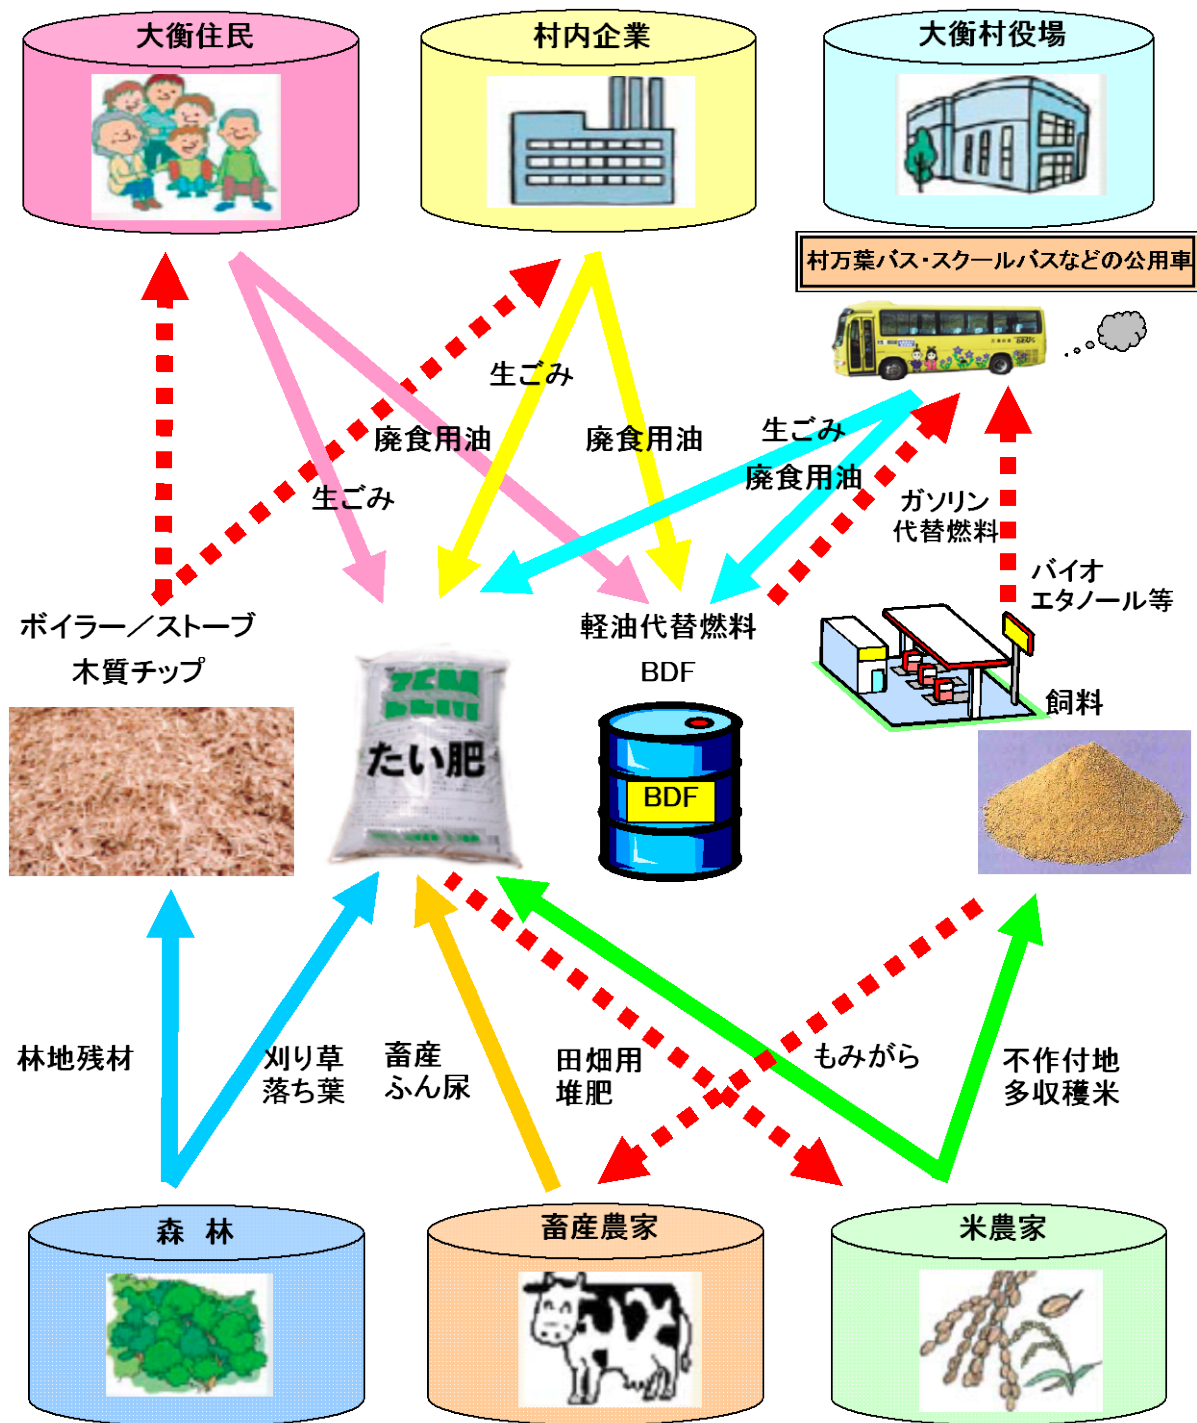 大衡住民
村内企業
大衡村役場
村万葉バス・スクールバスなどの公用車
生ごみ
廃食用油
廃食用油
生ごみ
廃食用油
生ごみ
ガソリン
代替燃料
バイオ
エタノール等
ボイラー／ストーブ
木質チップ
軽油代替燃料
BDF
飼料
たい肥
BDF
林地残材
刈り草
落ち葉
畜産
ふん尿
田畑用
堆肥
もみがら
不作付地
多収穫米
森 林
畜産農家
米農家